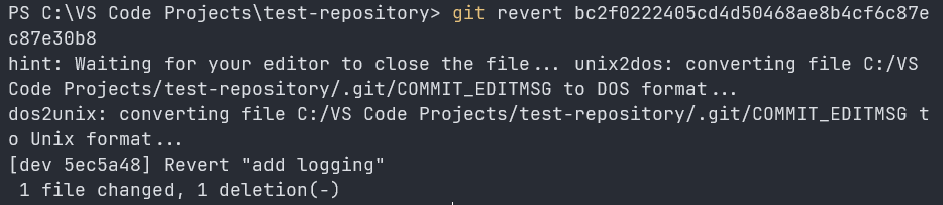 PS C:\VS Code Projects\test-repository> git revert bc2f0222405cd4d50468ae8b4cf6c87e
c87e30b8
hint: Waiting for your editor to close the file... unix2dos: converting file C:/VS
Code Projects/test-repository/.git/COMMIT_EDITMSG to DOS format...
dos2unix: converting file C:/VS Code Projects/test-repository/.git/COMMIT_EDITMSG t
o Unix format...
[dev 5ec5a48] Revert "add logging"
 1 file changed, 1 deletion(-)